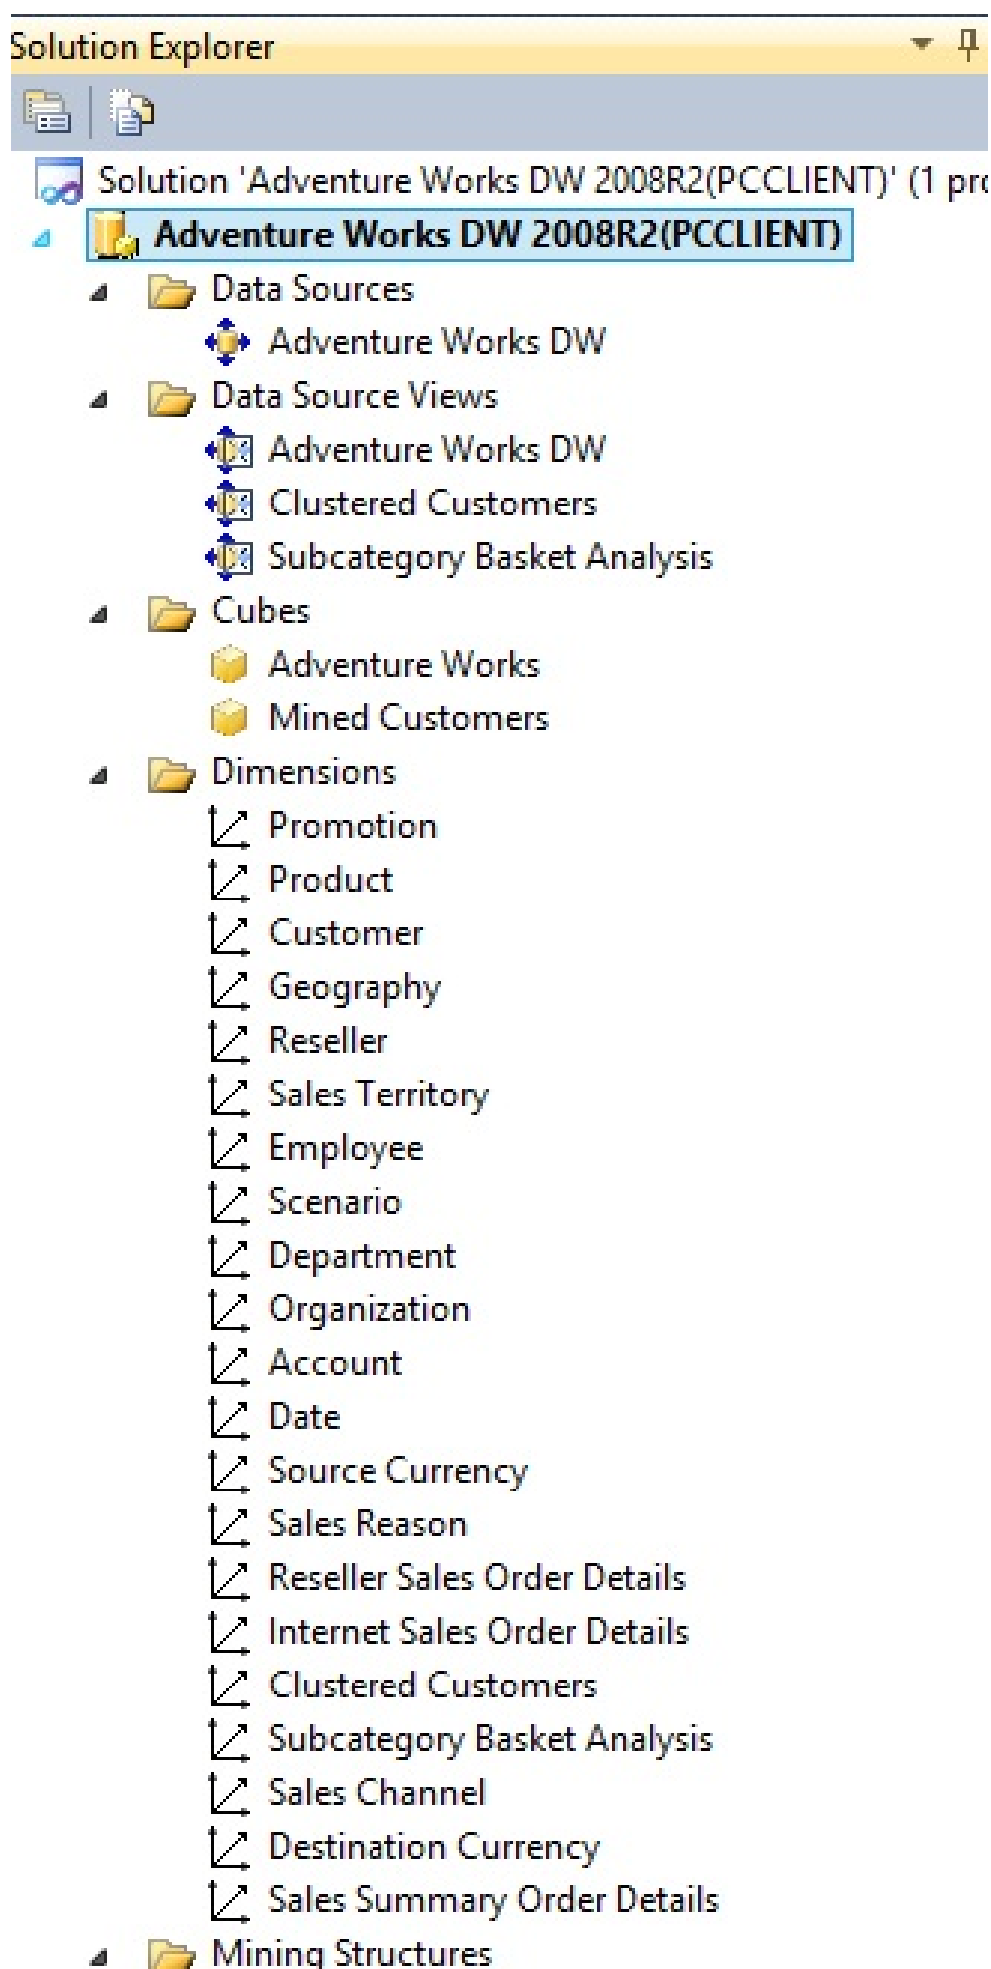 Solution Explorer
Solution 'Adventure Works DW 2008R2(PCCLIENT)' (1 pro
Adventure Works DW 2008R2(PCCLIENT)
Data Sources
Adventure Works DW
Data Source Views
Adventure Works DW
Clustered Customers
Subcategory Basket Analysis
Cubes
Adventure Works
Mined Customers
Dimensions
Promotion
Product
Customer
Geography
Reseller
Sales Territory
Employee
Scenario
Department
Organization
Account
Date
Source Currency
Sales Reason
Reseller Sales Order Details
Internet Sales Order Details
Clustered Customers
Subcategory Basket Analysis
Sales Channel
Destination Currency
Sales Summary Order Details
Mining Structures